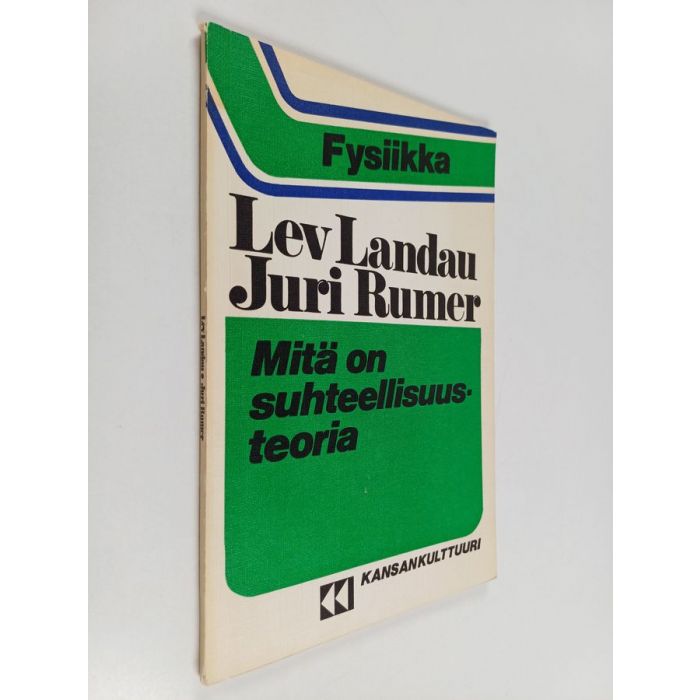 Fysiikka
Lev Landau
Juri Rumer
Mitä on
suhteellisuus-
teoria
KANSANKULTTUURI
Lev Landau • Juri Rumer